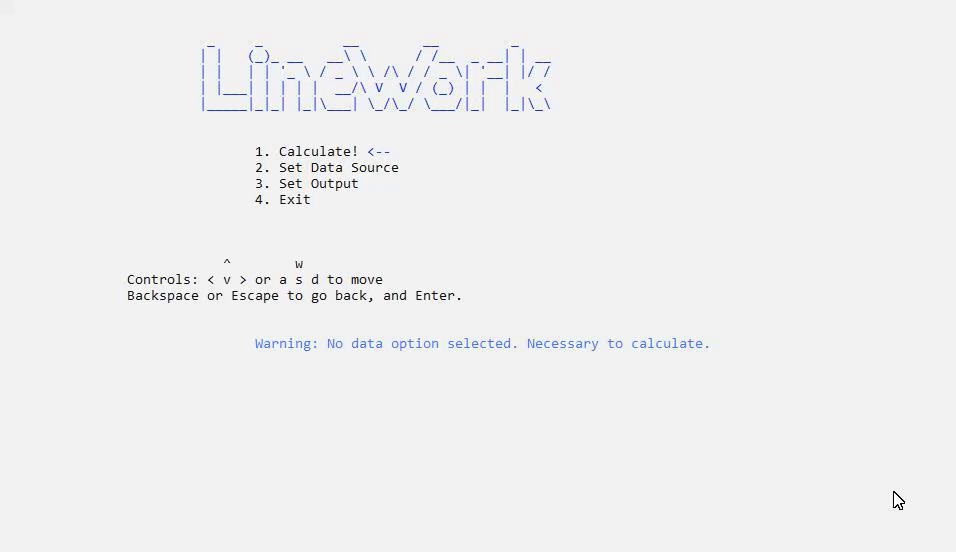 LineWork
1. Calculate! <--
2. Set Data Source
3. Set Output
4. Exit
^ w
Controls: < v > or a s d to move
Backspace or Escape to go back, and Enter.
Warning: No data option selected. Necessary to calculate.